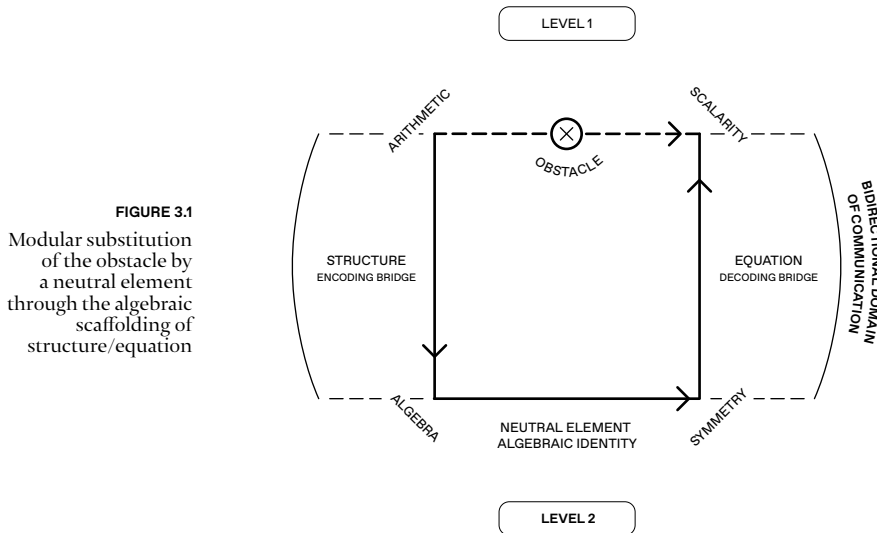 LEVEL 1
ARITHMETIC
SCALARITY
OBSTACLE
FIGURE 3.1
Modular substitution
of the obstacle by
a neutral element
through the algebraic
scaffolding of
structure/equation
STRUCTURE
ENCODING BRIDGE
EQUATION
DECODING BRIDGE
BIDIRECTIONAL DOMAIN
OF COMMUNICATION
ALGEBRA
NEUTRAL ELEMENT
ALGEBRAIC IDENTITY
SYMMETRY
LEVEL 2